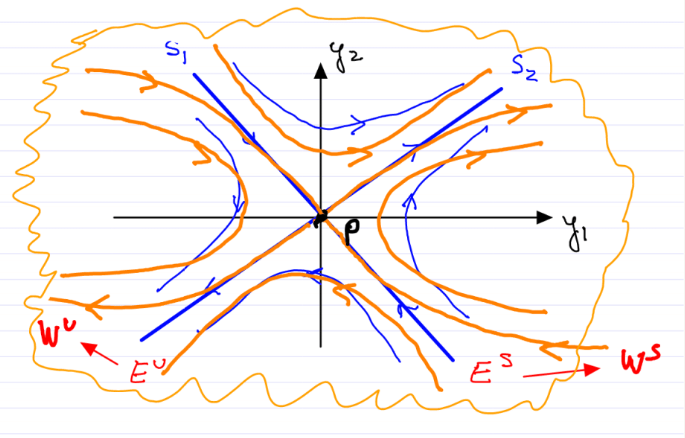 S₁
y₂
S₂
y₁
p
Wᵘ
Eᵘ
Eˢ
Wˢ